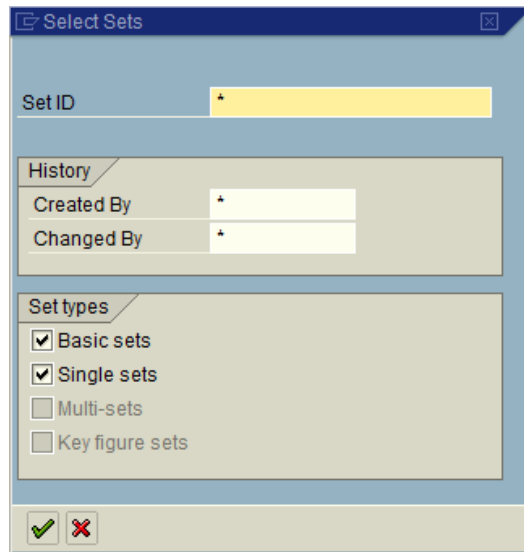 Select Sets
Set ID *
History
Created By *
Changed By *
Set types
Basic sets
Single sets
Multi-sets
Key figure sets